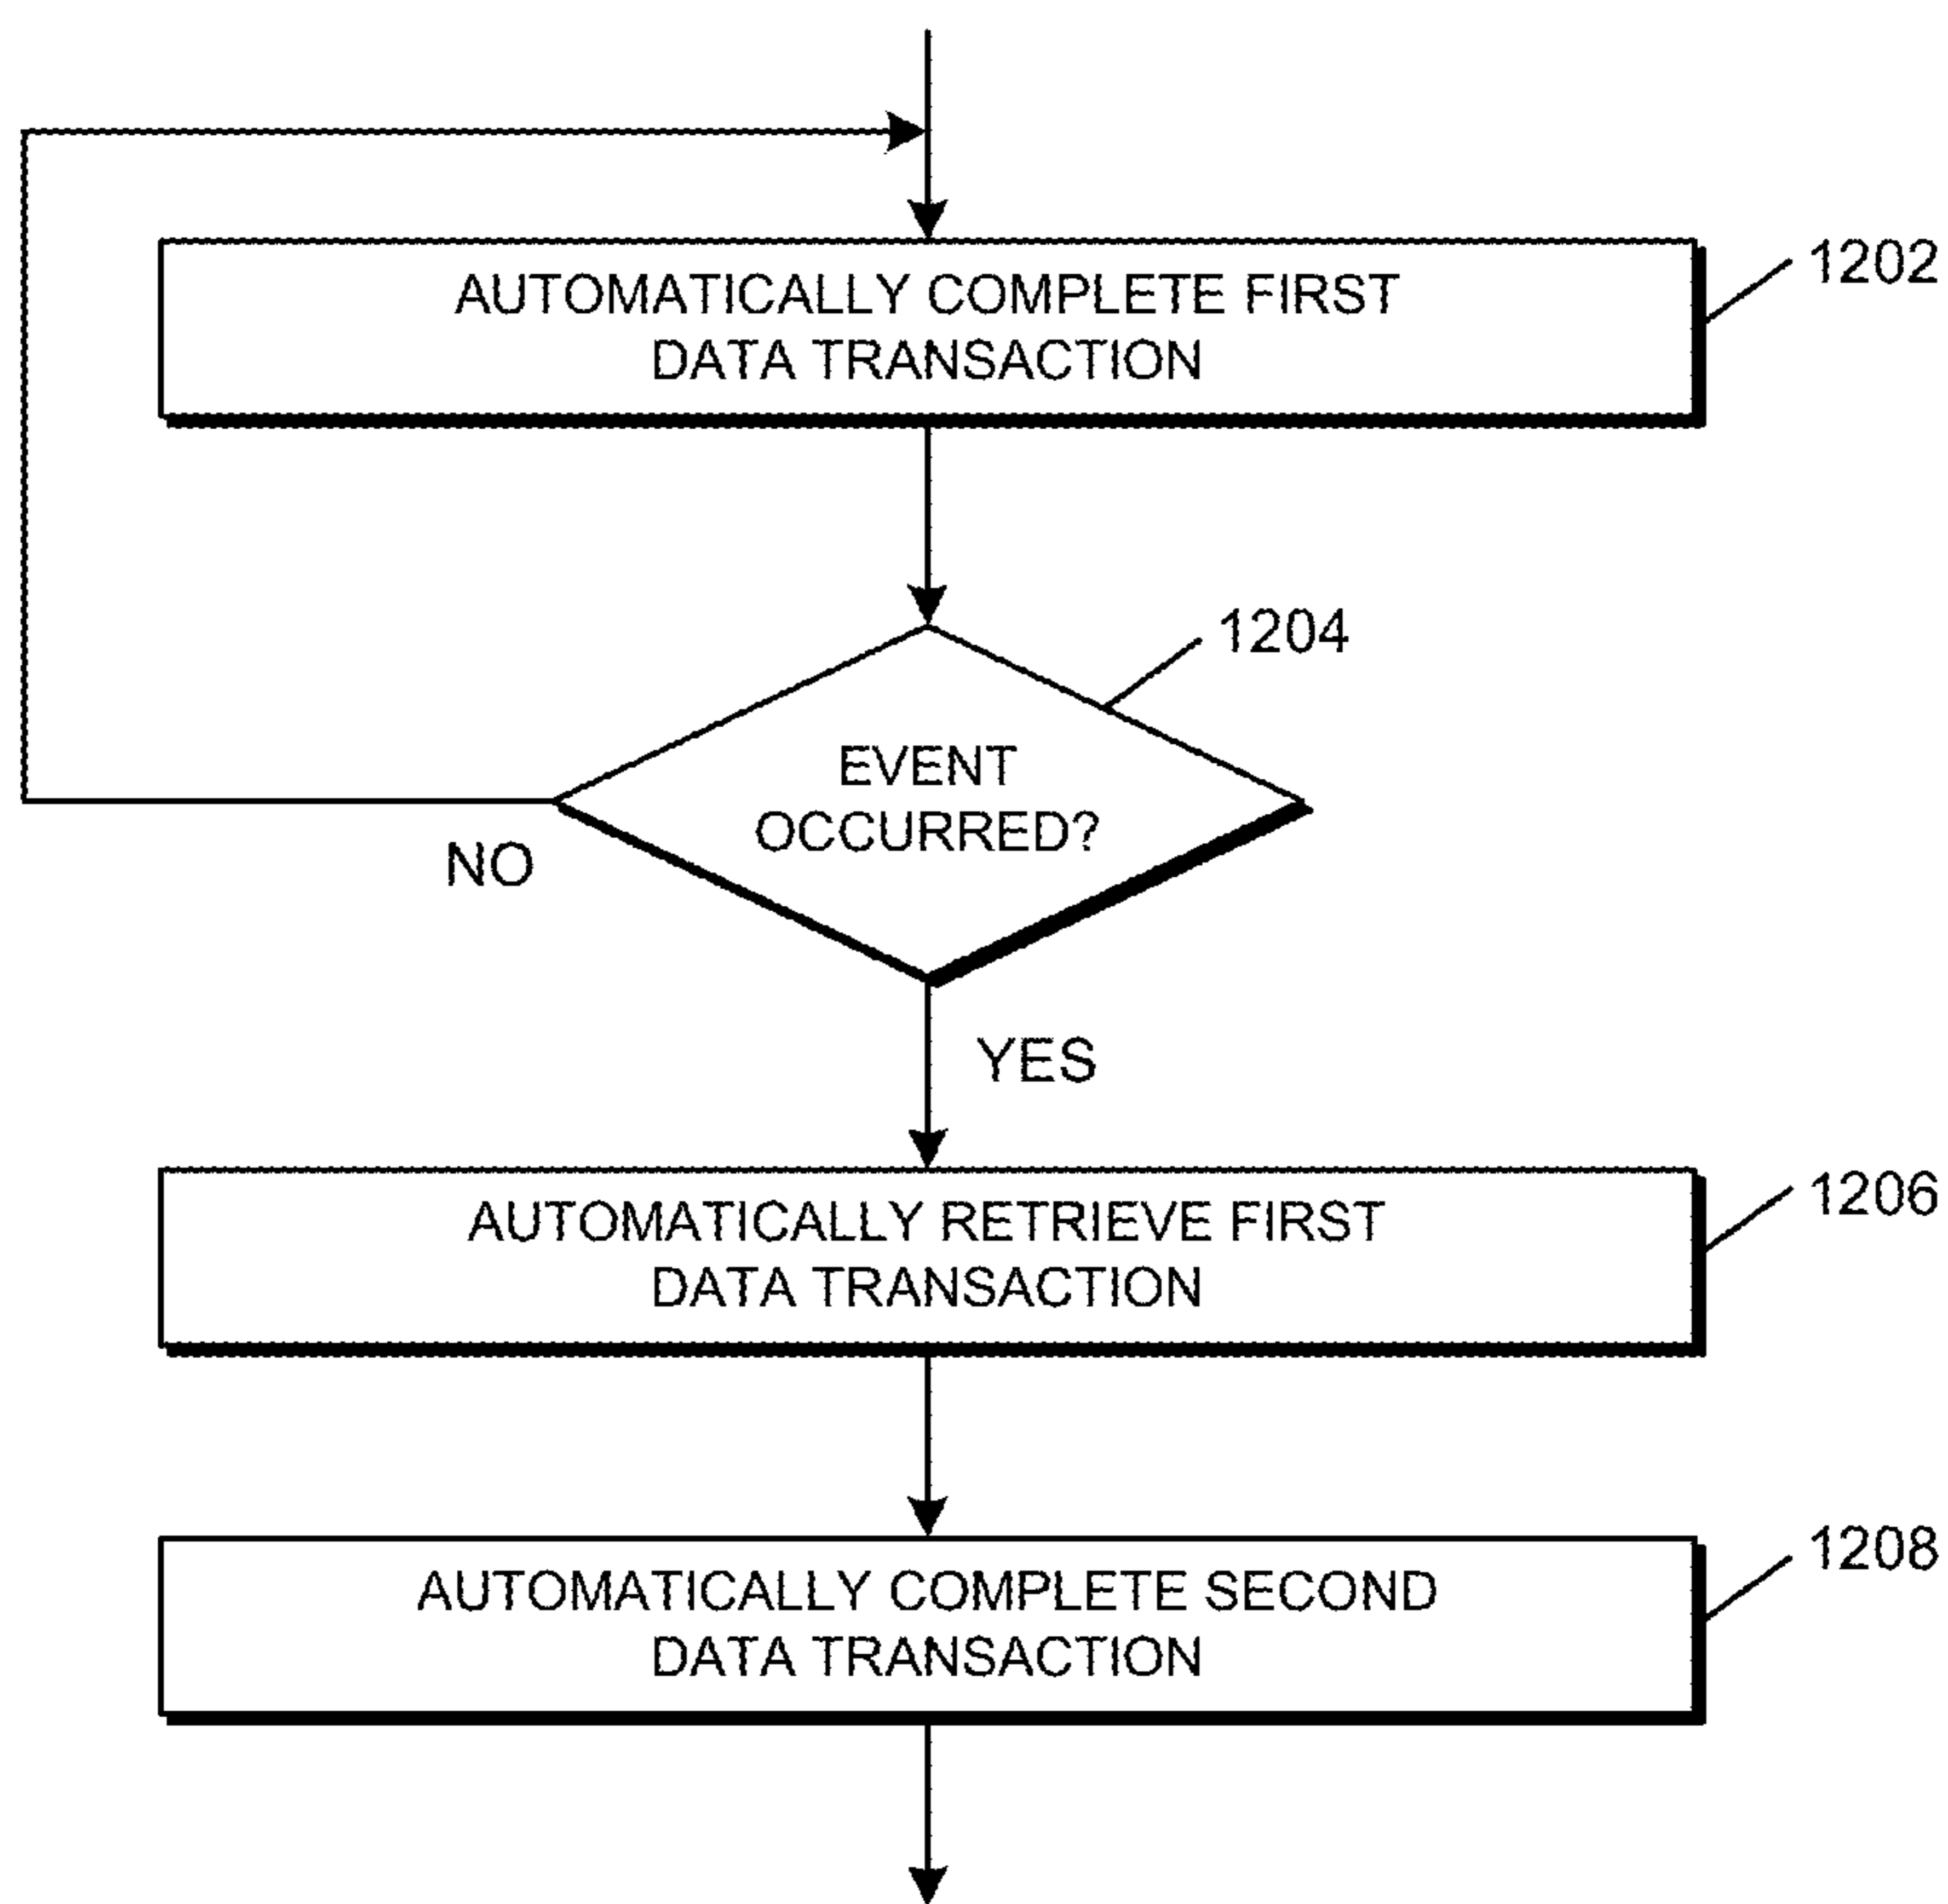 AUTOMATICALLY COMPLETE FIRST
DATA TRANSACTION
1202
1204
EVENT
OCCURRED?
NO
YES
AUTOMATICALLY RETRIEVE FIRST
DATA TRANSACTION
1206
AUTOMATICALLY COMPLETE SECOND
DATA TRANSACTION
1208